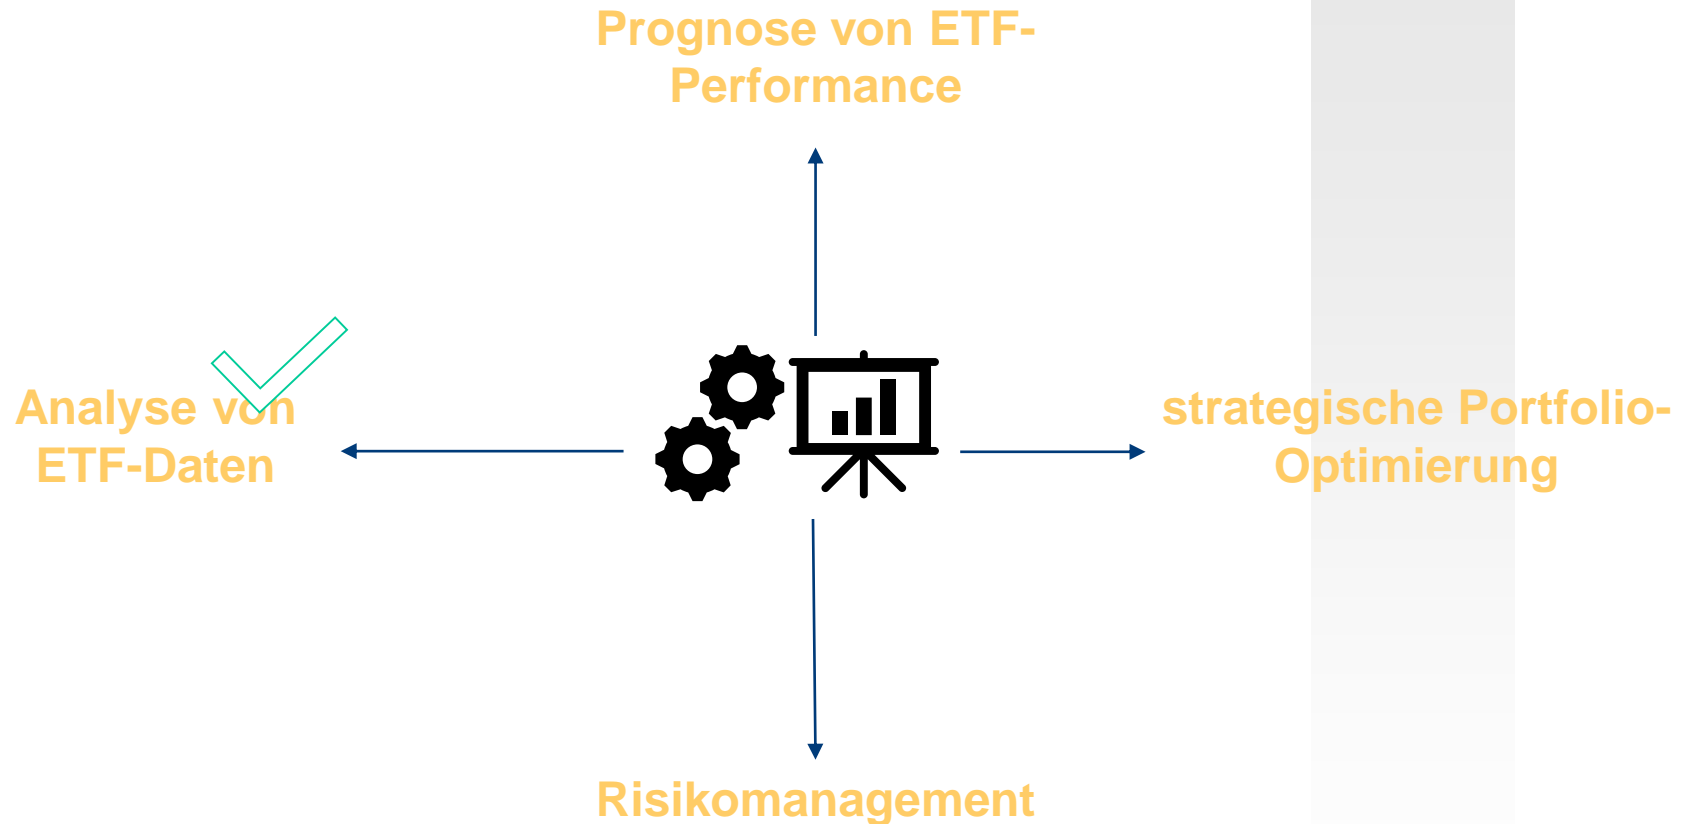 Prognose von ETF-
Performance
Analyse von
ETF-Daten
strategische Portfolio-
Optimierung
Risikomanagement